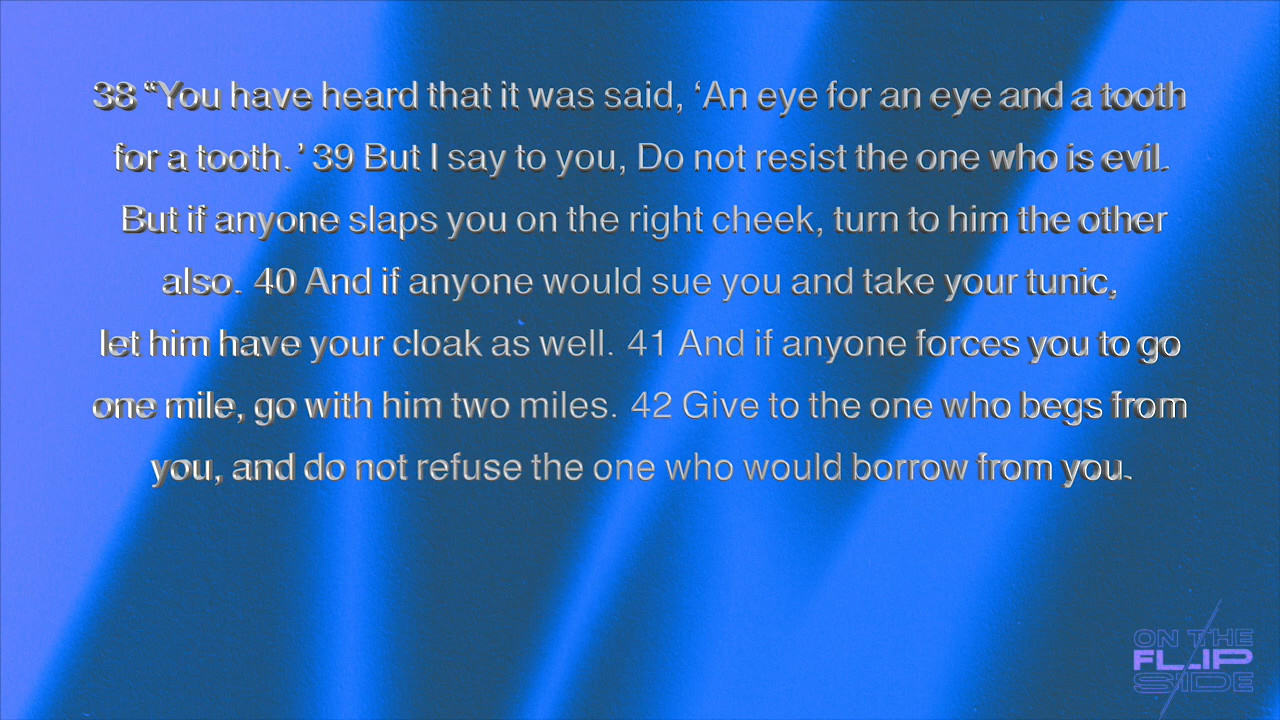 38 “You have heard that it was said, ‘An eye for an eye and a tooth
for a tooth. ’ 39 But I say to you, Do not resist the one who is evil.
But if anyone slaps you on the right cheek, turn to him the other
also. 40 And if anyone would sue you and take your tunic,
let him have your cloak as well. 41 And if anyone forces you to go
one mile, go with him two miles. 42 Give to the one who begs from
you, and do not refuse the one who would borrow from you.
ON THE
FLIP
SIDE